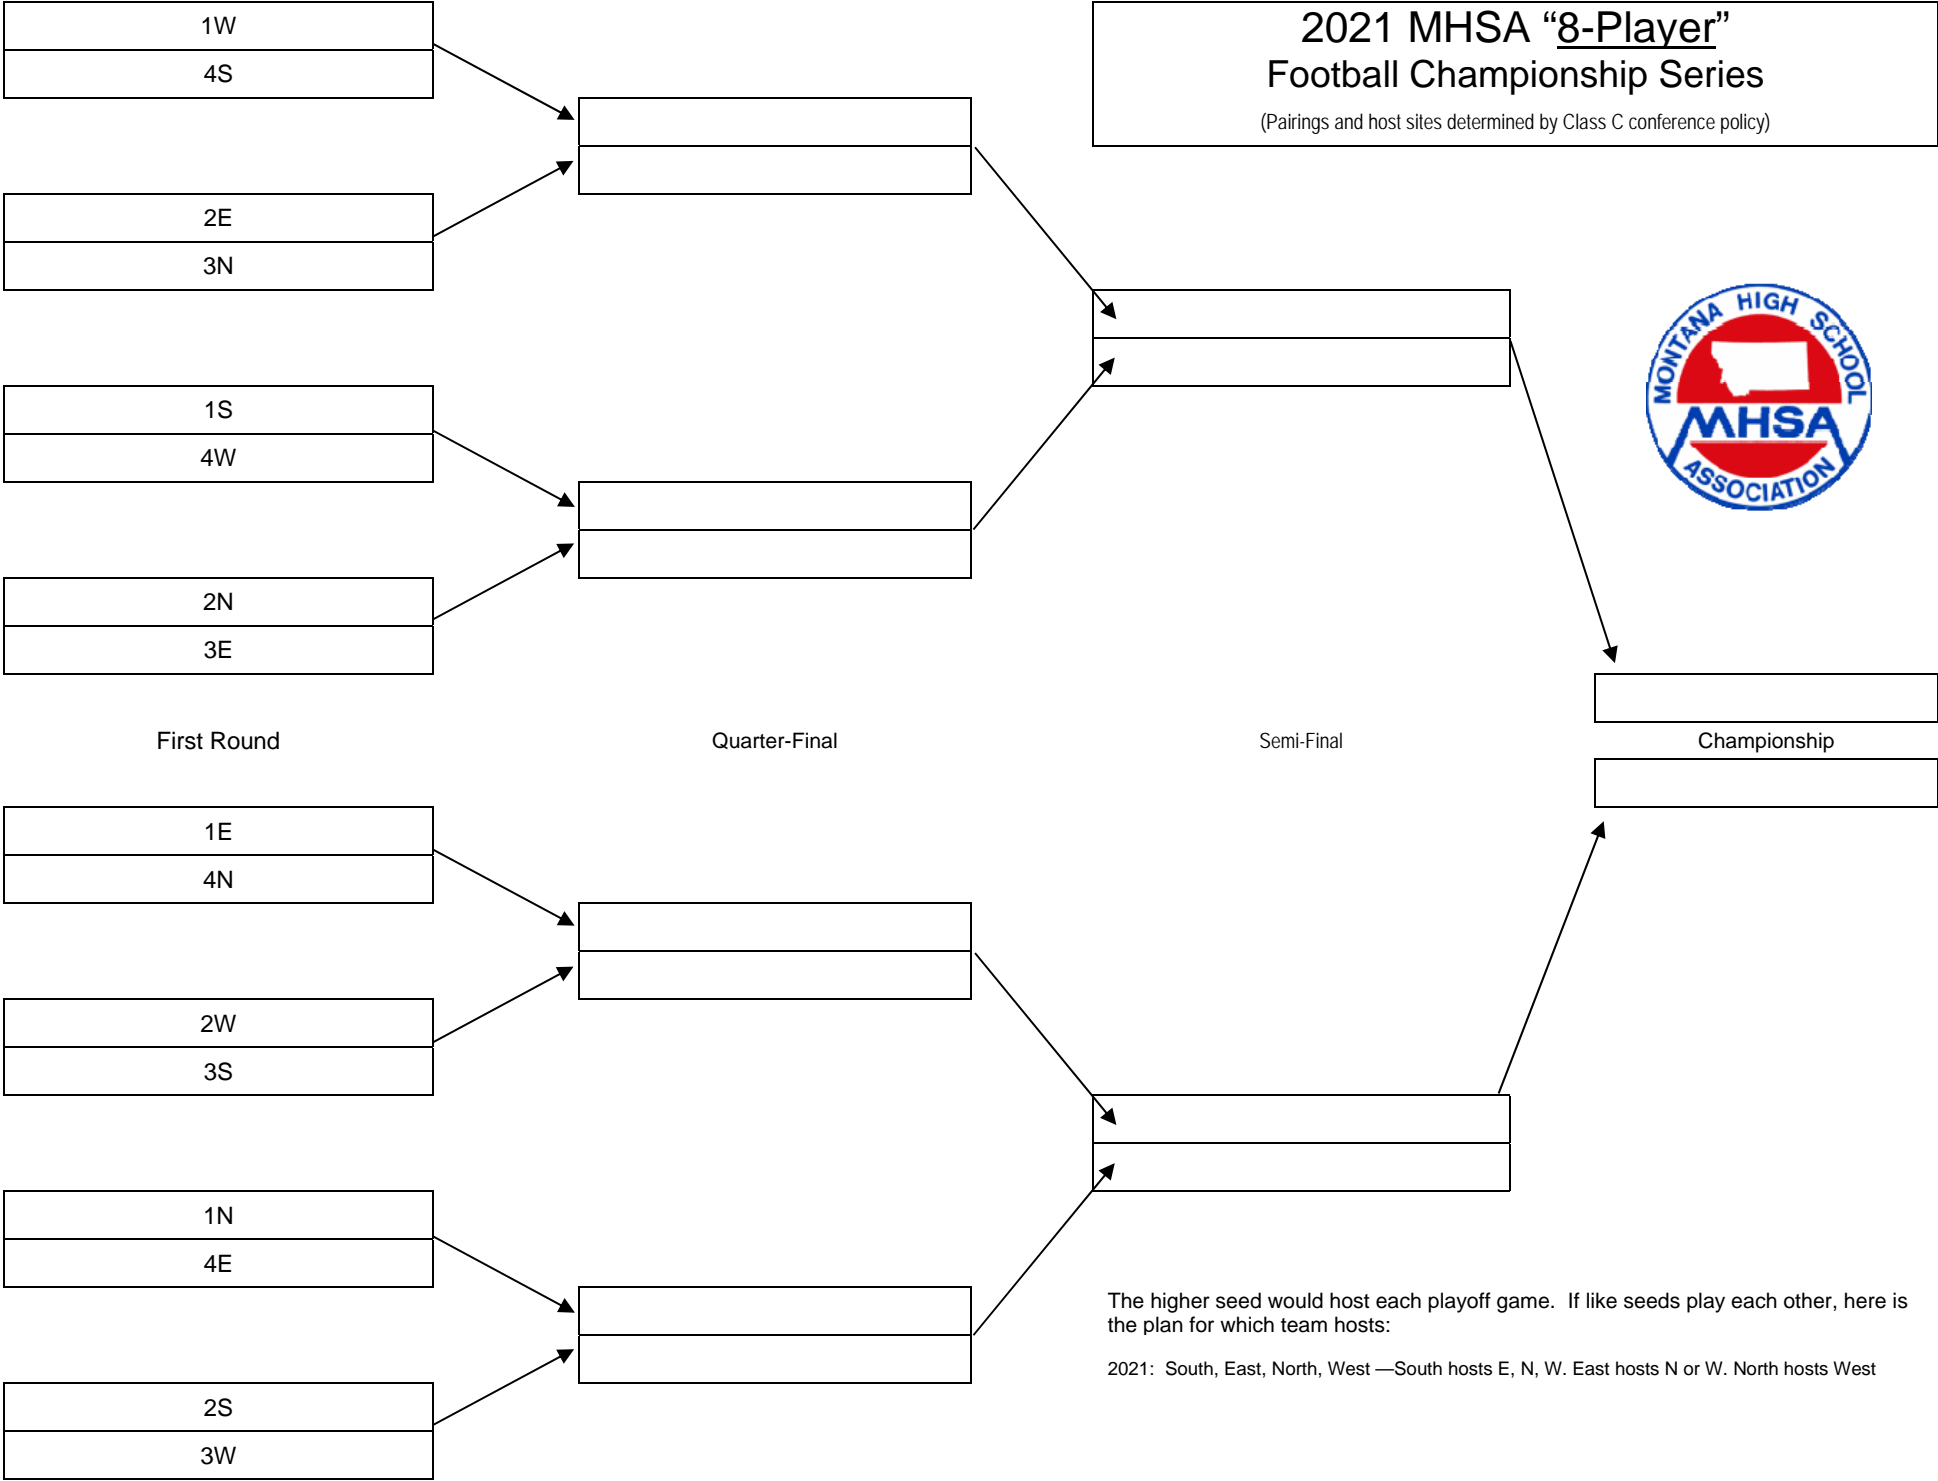 1W
4S
2E
3N
1S
4W
2N
3E
2021 MHSA “8-Player”
Football Championship Series
(Pairings and host sites determined by Class C conference policy)
MONTANA HIGH SCHOOL
MHSA
ASSOCIATION
First Round
Quarter-Final
Semi-Final
Championship
1E
4N
2W
3S
1N
4E
2S
3W
The higher seed would host each playoff game.  If like seeds play each other, here is
the plan for which team hosts:
2021:  South, East, North, West —South hosts E, N, W. East hosts N or W. North hosts West